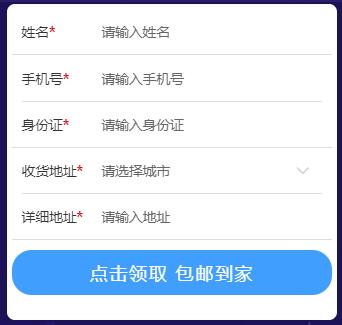 姓名* 请输入姓名
手机号* 请输入手机号
身份证* 请输入身份证
收货地址* 请选择城市
详细地址* 请输入地址
点击领取 包邮到家